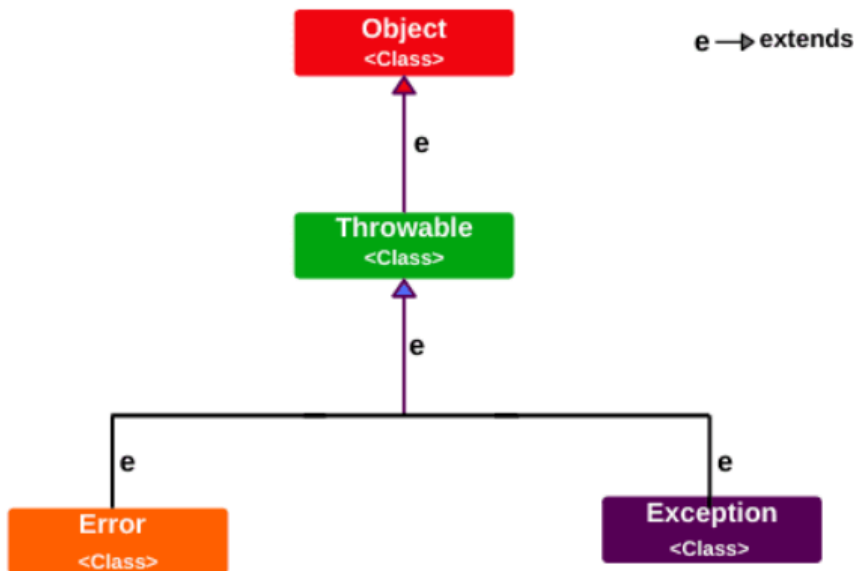 Object
<Class>
e → extends
e
Throwable
<Class>
e
e
e
Error
<Class>
Exception
<Class>